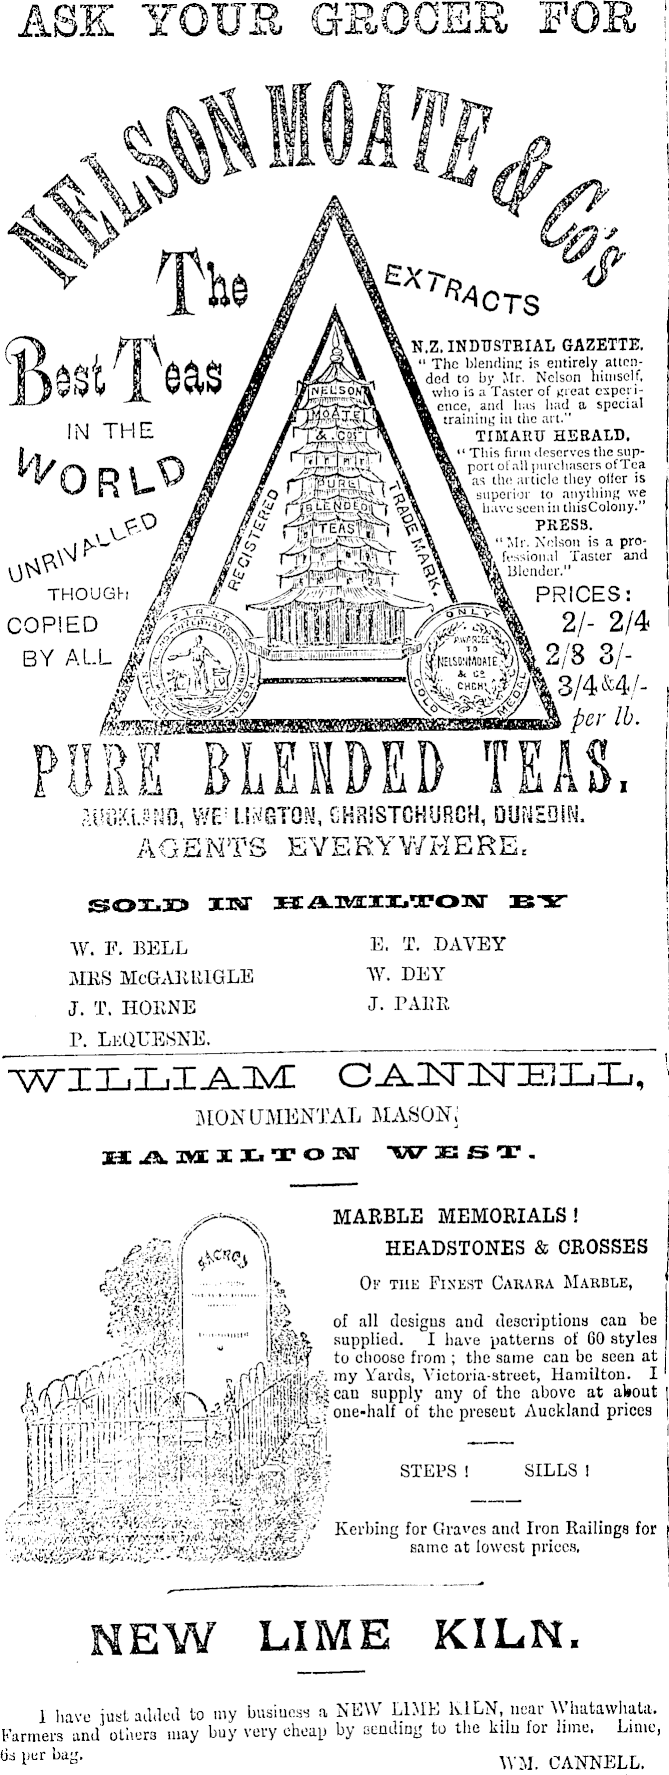 ASK YOUR GROCER FOR
NELSON MOATE & Co's
The
Best Teas
IN THE
WORLD
UNRIVALLED
THOUGH
COPIED
BY ALL
EXTRACTS
N.Z. INDUSTRIAL GAZETTE.
" The blending is entirely atten-
ded to by Mr. Nelson himself,
who is a Taster of great experi-
ence, and has had a special
training in the art."
TIMARU HERALD.
" This firm deserves the sup-
port of all purchasers of Tea
as the article they offer is
superior to anything we
have seen in this Colony."
PRESS.
" Mr. Nelson is a pro-
fessional Taster and
Blender."
PRICES:
2/- 2/4
2/8 3/-
3/4 & 4/-
per lb.
NELSON
MOATE
& Cos
PURE
BLENDED
TEAS
REGISTERED
TRADE MARK.
FIRST
ONLY
AWARDED
TO
NELSON MOATE
& Co
CHCH
GOLD MEDAL
PURE BLENDED TEAS.
AUCKLAND, WELLINGTON, CHRISTCHURCH, DUNEDIN.
AGENTS EVERYWHERE.
SOLD IN HAMILTON BY
W. F. BELL
MRS McGARRIGLE
J. T. HORNE
P. LEQUESNE.
E. T. DAVEY
W. DEY
J. PARR
WILLIAM CANNELL,
MONUMENTAL MASON,
HAMILTON WEST.
SACRED
MARBLE MEMORIALS!
HEADSTONES & CROSSES
OF THE FINEST CARARA MARBLE,
of all designs and descriptions can be
supplied. I have patterns of 60 styles
to choose from ; the same can be seen at
my Yards, Victoria-street, Hamilton. I
can supply any of the above at about
one-half of the present Auckland prices
STEPS ! SILLS !
Kerbing for Graves and Iron Railings for
same at lowest prices.
NEW LIME KILN.
I have just added to my business a NEW LIME KILN, near Whatawhata.
Farmers and others may buy very cheap by sending to the kiln for lime. Lime,
6s per bag.
WM. CANNELL.